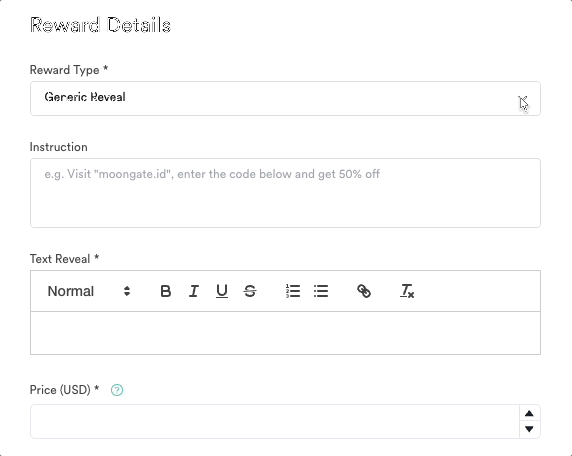 Reward Details
Reward Type *
Generic Reveal
Instruction
e.g. Visit "moongate.id", enter the code below and get 50% off
Text Reveal *
Normal B I U S Tx
Price (USD) * ?